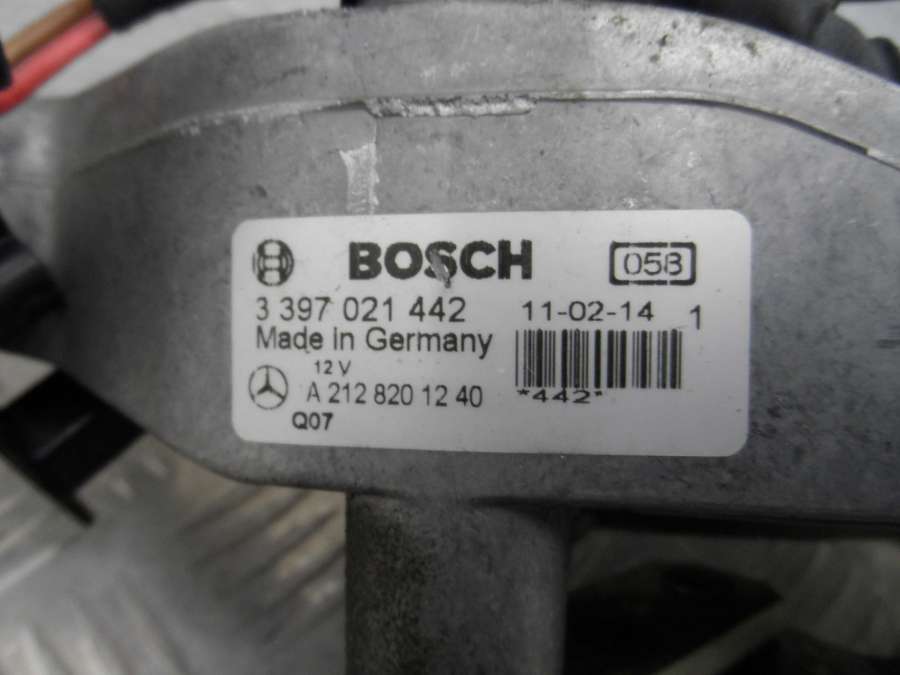 BOSCH 058
3 397 021 442 11-02-14 1
Made in Germany
12 V
A 212 820 12 40 *442*
Q07